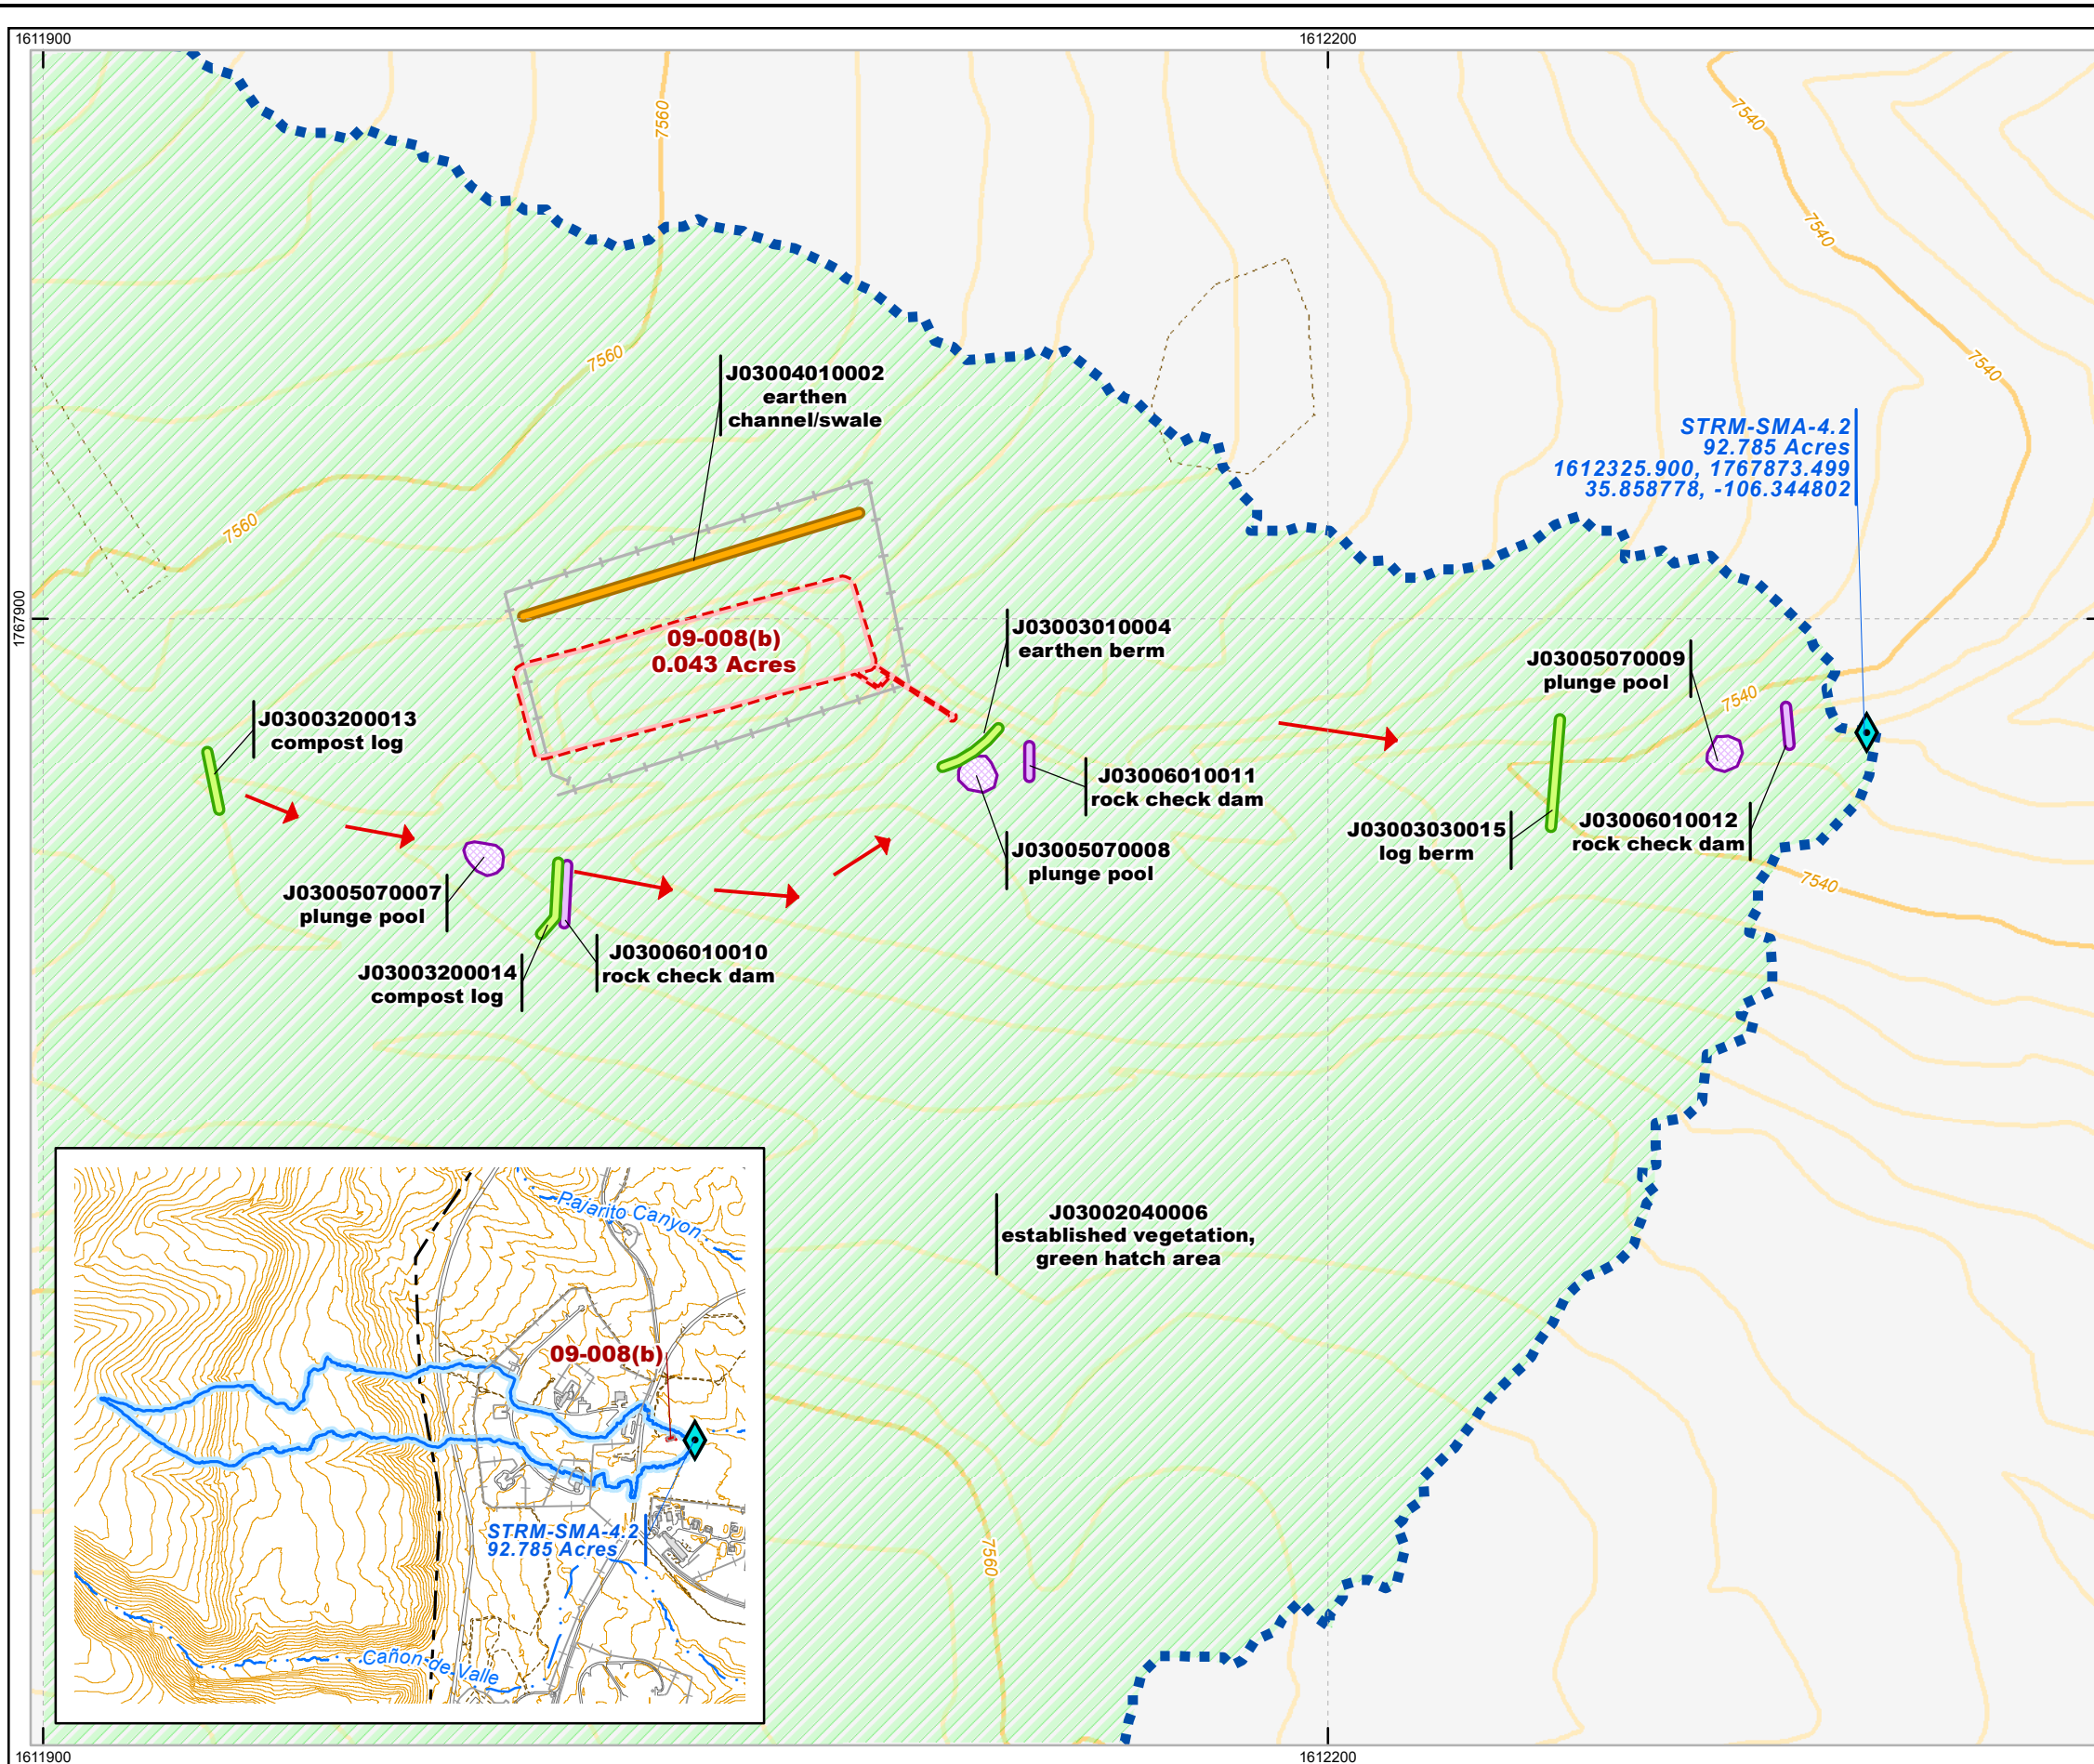 1611900
1612200
7560
7540
7540
7560
7540
J03004010002
earthen
channel/swale
STRM-SMA-4.2
92.785 Acres
1612325.900, 1767873.499
35.858778, -106.344802
7560
1767900
09-008(b)
0.043 Acres
J03003010004
earthen berm
J03005070009
plunge pool
7540
J03003200013
compost log
J03006010011
rock check dam
J03003030015
log berm
J03006010012
rock check dam
J03005070008
plunge pool
7540
J03005070007
plunge pool
J03006010010
rock check dam
J03003200014
compost log
J03002040006
established vegetation,
green hatch area
Pajarito Canyon
09-008(b)
STRM-SMA-4.2
92.785 Acres
7560
Cañon de Valle
1611900
1612200